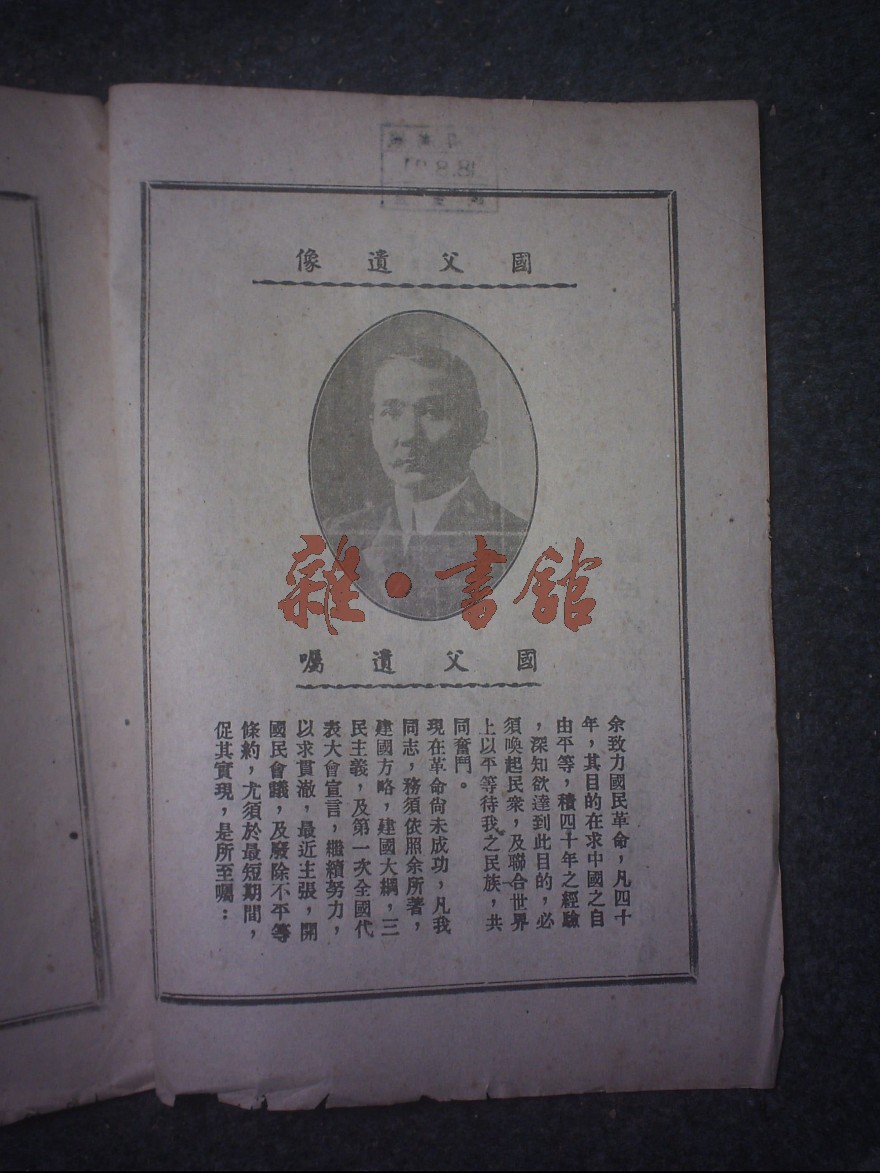 國父遺像
雜·書館
國父遺囑
余致力國民革命，凡四十
年，其目的在求中國之自
由平等，積四十年之經驗
，深知欲達到此目的，必
須喚起民衆，及聯合世界
上以平等待我之民族，共
同奮鬥。
現在革命尙未成功，凡我
同志，務須依照余所著，
建國方略，建國大綱，三
民主義，及第一次全國代
表大會宣言，繼續努力，
以求貫澈，最近主張，開
國民會議，及廢除不平等
條約，尤須於最短期間，
促其實現，是所至囑：